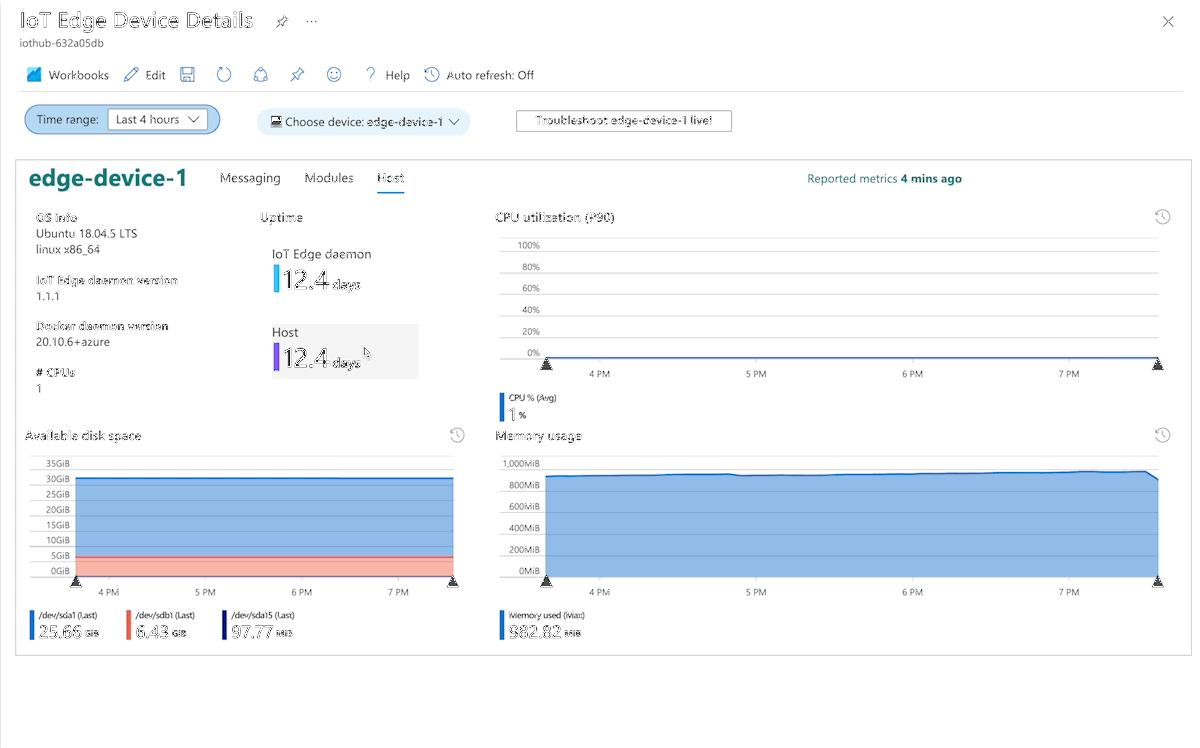 IoT Edge Device Details
iothub-632a05db
Workbooks Edit Help Auto refresh: Off
Time range: Last 4 hours
Choose device: edge-device-1
Troubleshoot edge-device-1 live!
edge-device-1
Messaging Modules Host
Reported metrics 4 mins ago
OS Info
Ubuntu 18.04.5 LTS
linux x86_64
IoT Edge daemon version
1.1.1
Docker daemon version
20.10.6+azure
# CPUs
1
Uptime
IoT Edge daemon
12.4 days
Host
12.4 days
CPU utilization (P90)
100%
80%
60%
40%
20%
0%
4 PM 5 PM 6 PM 7 PM
CPU % (Avg)
1 %
Available disk space
35GiB
30GiB
25GiB
20GiB
15GiB
10GiB
5GiB
0GiB
4 PM 5 PM 6 PM 7 PM
/dev/sda1 (Last) /dev/sdb1 (Last) /dev/sda15 (Last)
25.66 GiB 6.43 GiB 97.77 MiB
Memory usage
1,000MiB
800MiB
600MiB
400MiB
200MiB
0MiB
4 PM 5 PM 6 PM 7 PM
Memory used (Max)
982.82 MiB